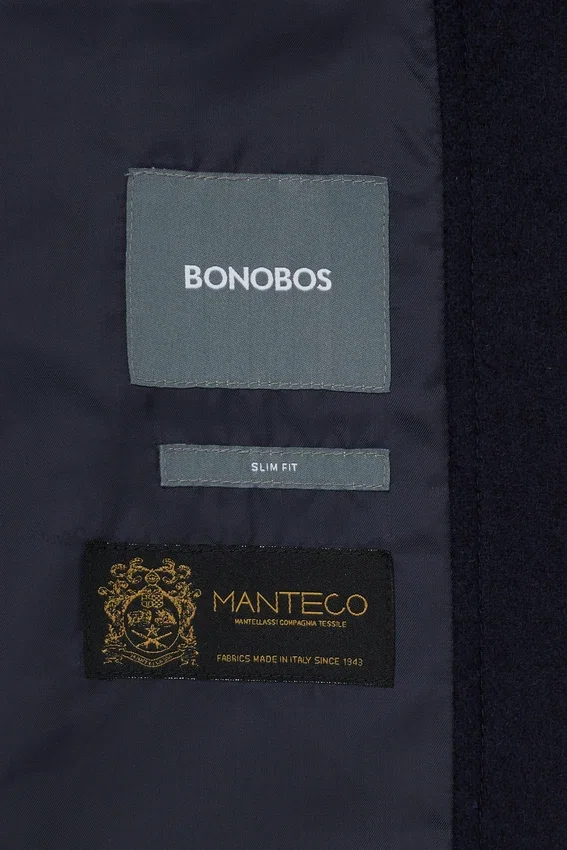 BONOBOS
SLIM FIT
MANTECO
MANTELLASSI COMPAGNIA TESSILE
FABRICS MADE IN ITALY SINCE 1943